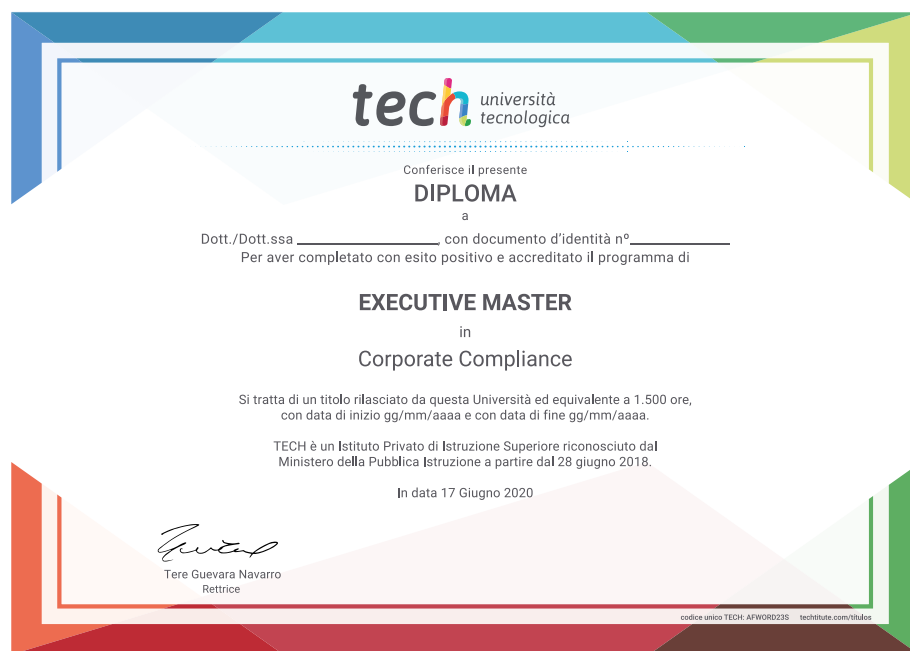 tech università
tecnologica
Conferisce il presente
DIPLOMA
a
Dott./Dott.ssa _________________, con documento d'identità nº____________
Per aver completato con esito positivo e accreditato il programma di
EXECUTIVE MASTER
in
Corporate Compliance
Si tratta di un titolo rilasciato da questa Università ed equivalente a 1.500 ore,
con data di inizio gg/mm/aaaa e con data di fine gg/mm/aaaa.
TECH è un Istituto Privato di Istruzione Superiore riconosciuto dal
Ministero della Pubblica Istruzione a partire dal 28 giugno 2018.
In data 17 Giugno 2020
Tere Guevara Navarro
Rettrice
codice unico TECH: AFWORD23S techtitute.com/títulos